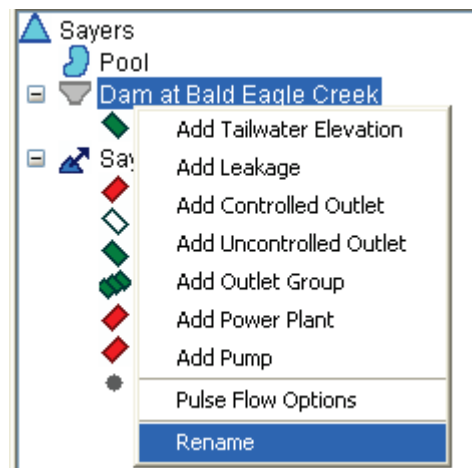 Sayers
Pool
Dam at Bald Eagle Creek
Add Tailwater Elevation
Add Leakage
Add Controlled Outlet
Add Uncontrolled Outlet
Add Outlet Group
Add Power Plant
Add Pump
Pulse Flow Options
Rename